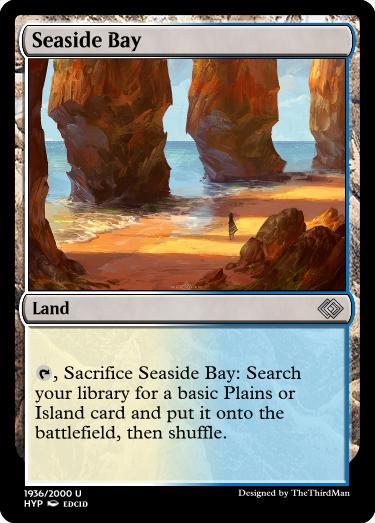 Seaside Bay
Land
, Sacrifice Seaside Bay: Search
your library for a basic Plains or
Island card and put it onto the
battlefield, then shuffle.
1936/2000 U
HYP EDCID
Designed by TheThirdMan